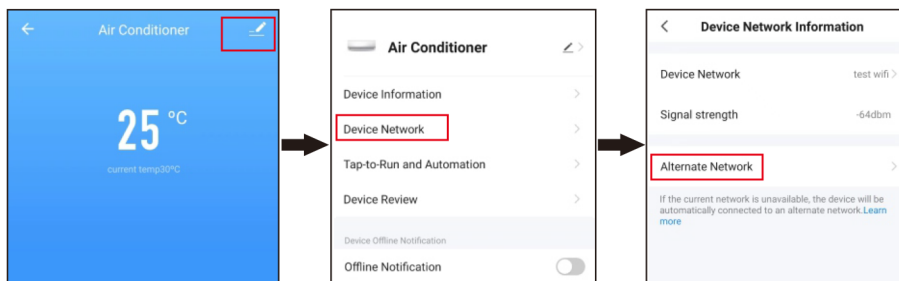 Air Conditioner
25 °C
current temp30°C
Air Conditioner
Device Information
Device Network
Tap-to-Run and Automation
Device Review
Device Offline Notification
Offline Notification
Device Network Information
Device Network test wifi
Signal strength -64dbm
Alternate Network
If the current network is unavailable, the device will be
automatically connected to an alternate network.Learn
more